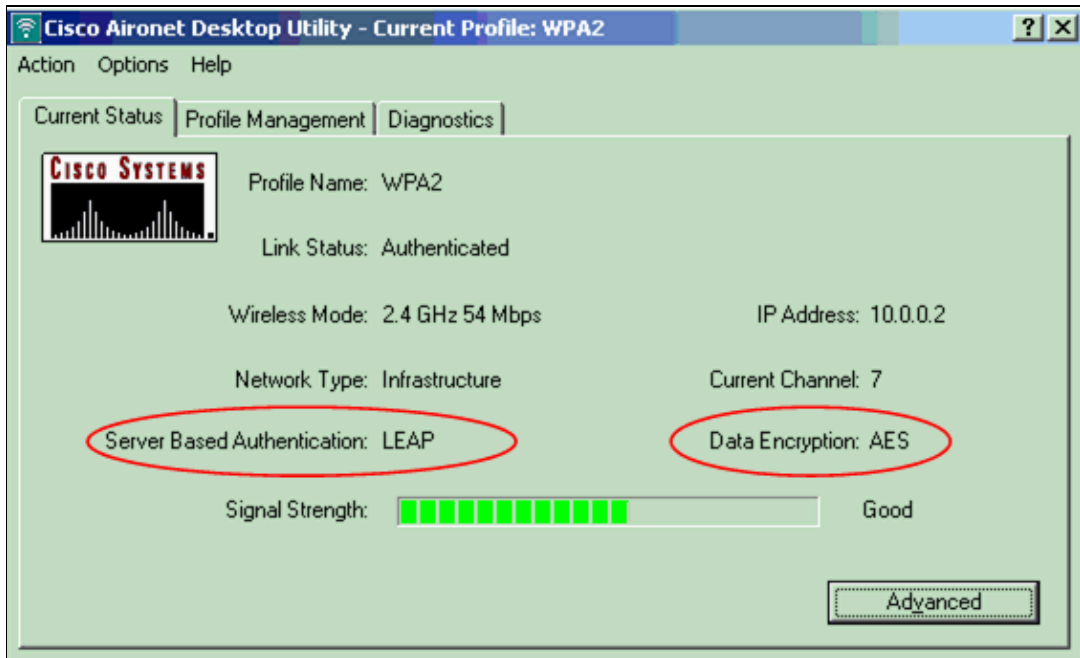 Cisco Aironet Desktop Utility - Current Profile: WPA2
? X
Action Options Help
Current Status Profile Management Diagnostics
CISCO SYSTEMS
Profile Name: WPA2
Link Status: Authenticated
Wireless Mode: 2.4 GHz 54 Mbps IP Address: 10.0.0.2
Network Type: Infrastructure Current Channel: 7
Server Based Authentication: LEAP Data Encryption: AES
Signal Strength: Good
Advanced